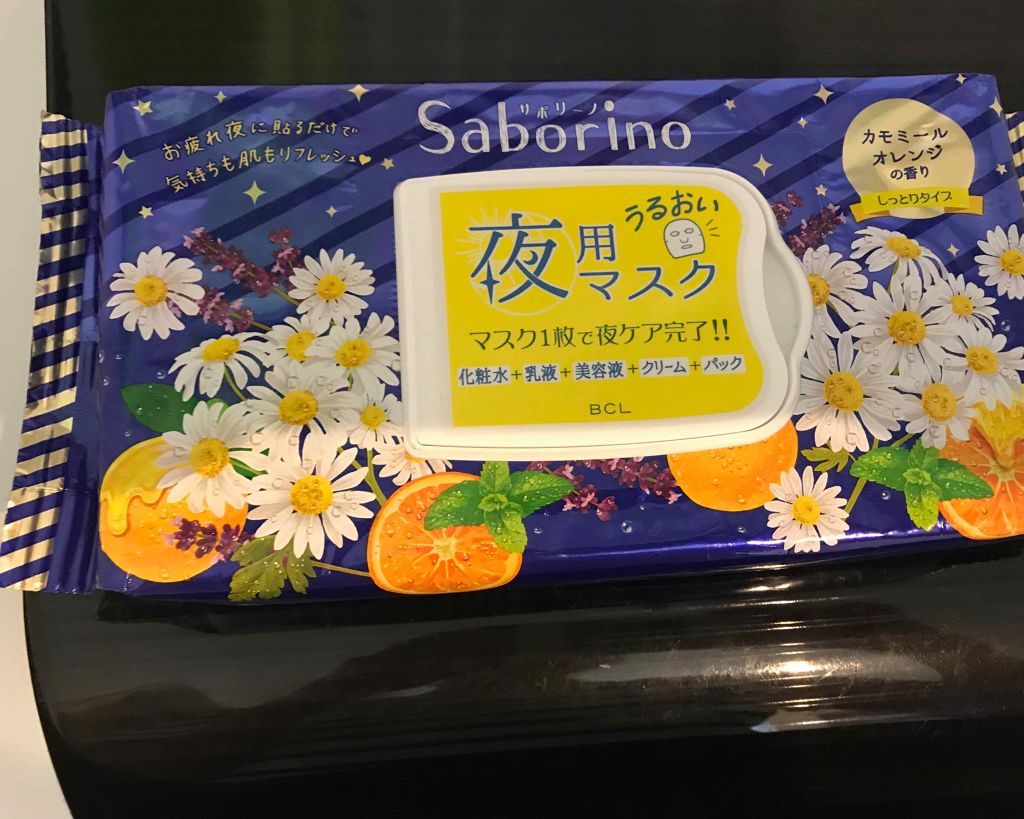 お疲れ夜に貼るだけで
気持ちも肌もリフレッシュ♥
サボリーノ
Saborino
カモミール
オレンジ
の香り
しっとりタイプ
うるおい
夜用
マスク
マスク1枚で夜ケア完了!!
化粧水+乳液+美容液+クリーム+パック
BCL